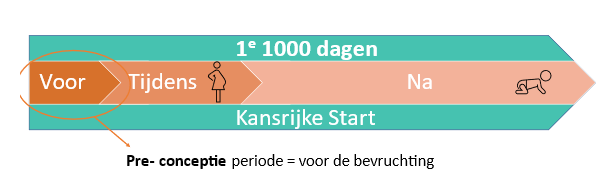 1e 1000 dagen
Voor Tijdens Na
Kansrijke Start
Pre- conceptie periode = voor de bevruchting